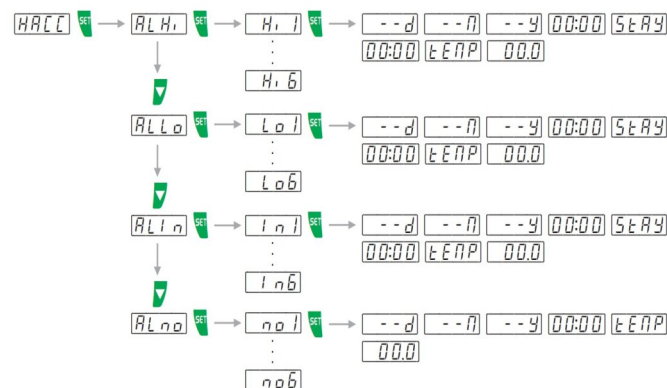 HACC SET ALHi SET Hi 1 SET --d --M --y 00:00 StAY
00:00 tEMP 00.0
Hi 6
ALLo SET Lo1 SET --d --M --y 00:00 StAY
00:00 tEMP 00.0
Lo6
ALIn SET In1 SET --d --M --y 00:00 StAY
00:00 tEMP 00.0
In6
ALno SET no1 SET --d --M --y 00:00 tEMP
00.0
no6